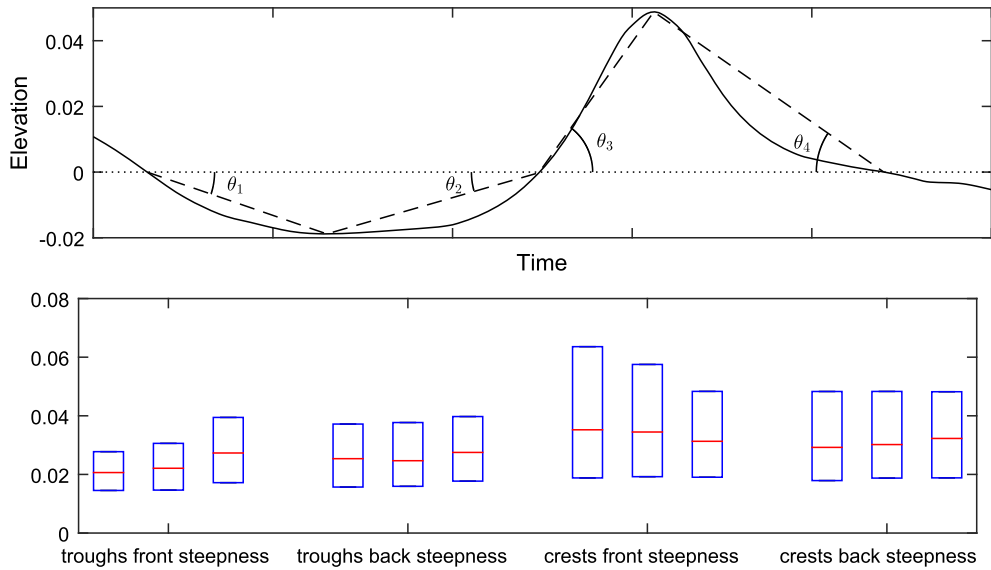 0.04
0.02
0
-0.02
Elevation
θ1
θ2
θ3
θ4
Time
0.08
0.06
0.04
0.02
0
troughs front steepness
troughs back steepness
crests front steepness
crests back steepness